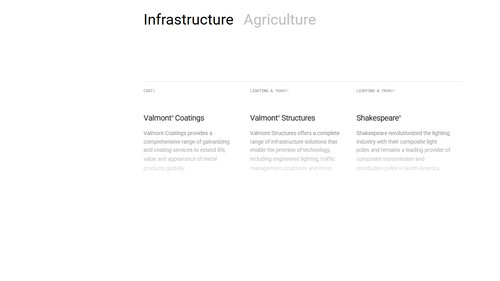 Infrastructure Agriculture
LIGHTING & TRANS
LIGHTING & TRANS
Valmont® Coatings
Valmont Coatings provides a
comprehensive range of galvanizing
and coating services to extend life,
value and appearance of metal
products globally.
Valmont® Structures
Valmont Structures offers a complete
range of infrastructure solutions that
enable the promise of technology,
including engineered lighting, traffic
management structures and more.
Shakespeare®
Shakespeare revolutionized the lighting
industry with their composite light
poles and remains a leading provider of
composite transmission and
distribution poles in North America.